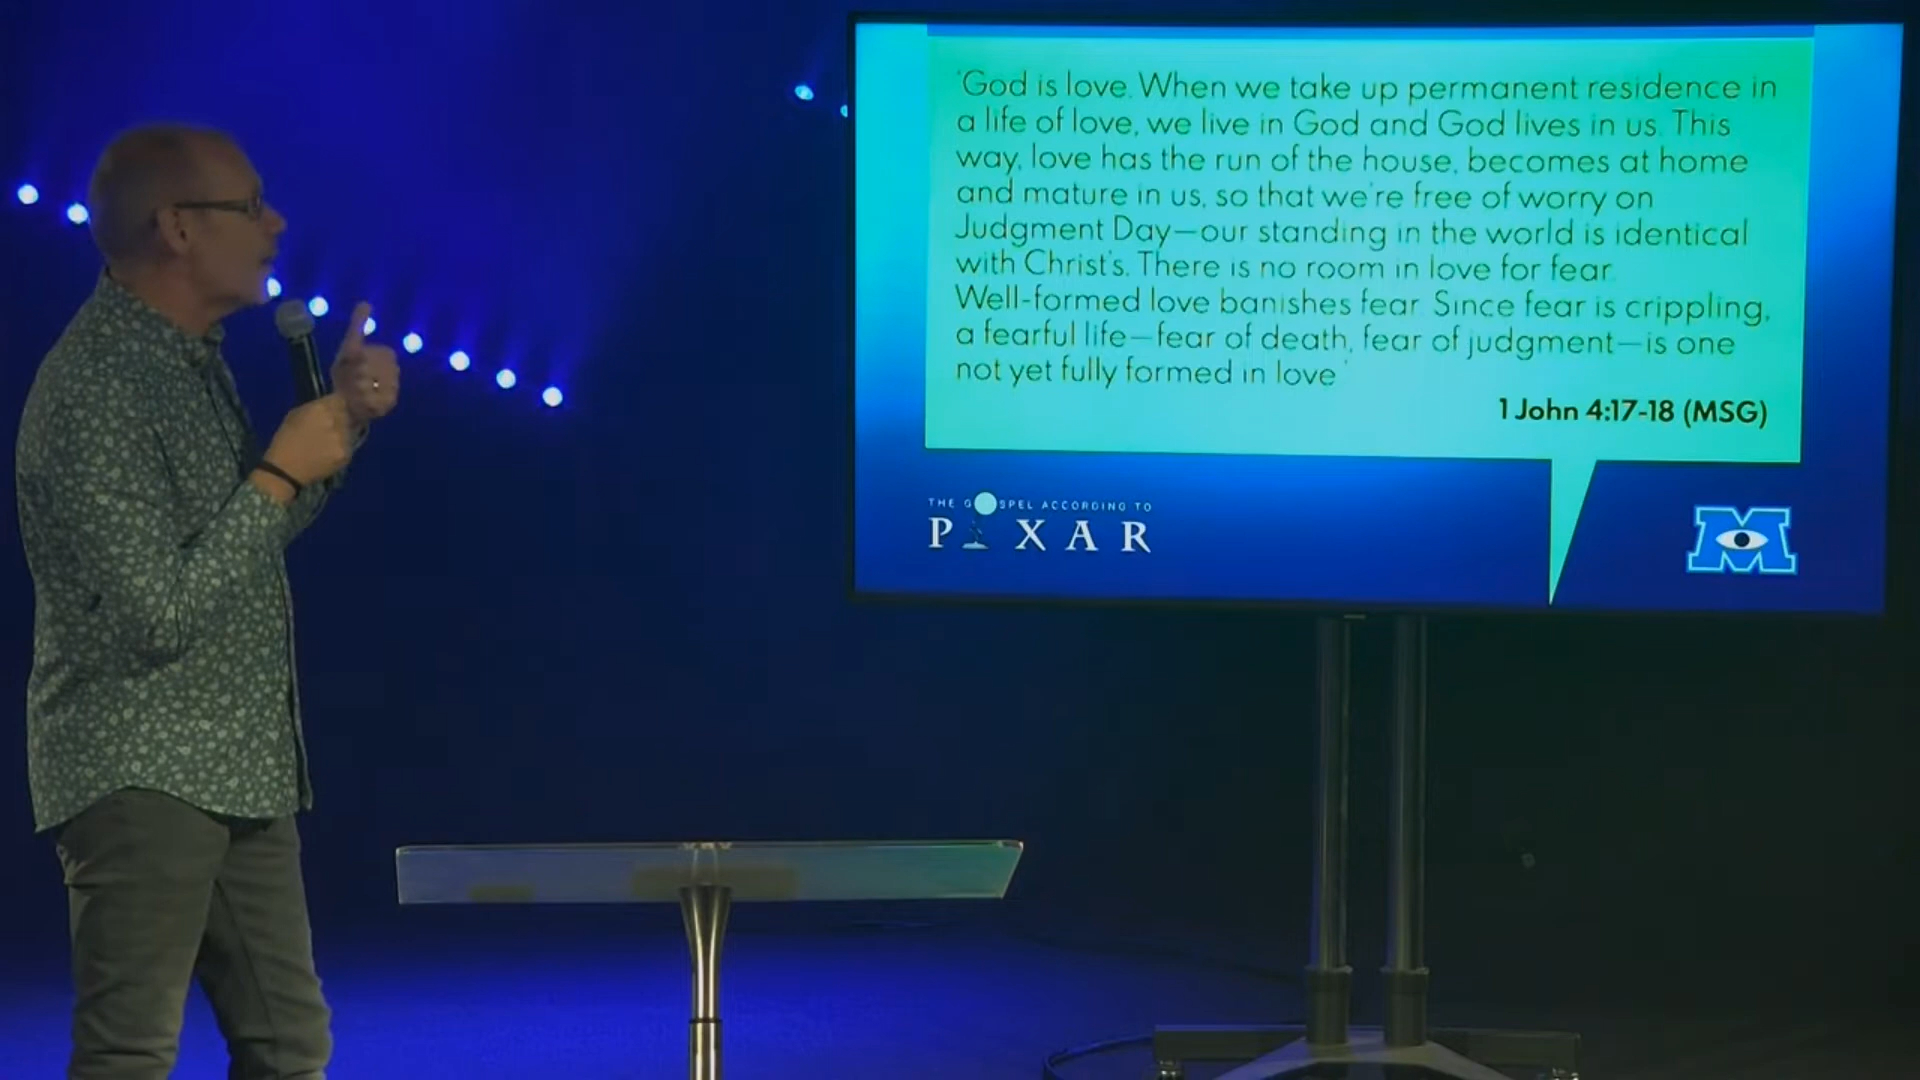 'God is love. When we take up permanent residence in
a life of love, we live in God and God lives in us. This
way, love has the run of the house, becomes at home
and mature in us, so that we're free of worry on
Judgment Day—our standing in the world is identical
with Christ's. There is no room in love for fear.
Well-formed love banishes fear. Since fear is crippling,
a fearful life—fear of death, fear of judgment—is one
not yet fully formed in love.'
1 John 4:17-18 (MSG)
THE GOSPEL ACCORDING TO
PIXAR
M